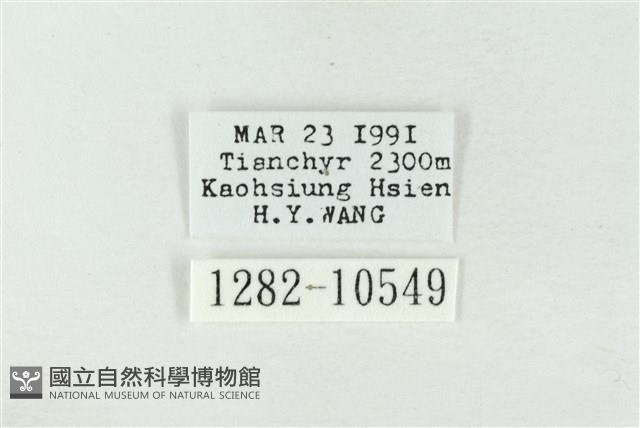 MAR 23 1991
Tianchyr 2300m
Kaohsiung Hsien
H.Y.WANG
1282-10549
國立自然科學博物館
NATIONAL MUSEUM OF NATURAL SCIENCE